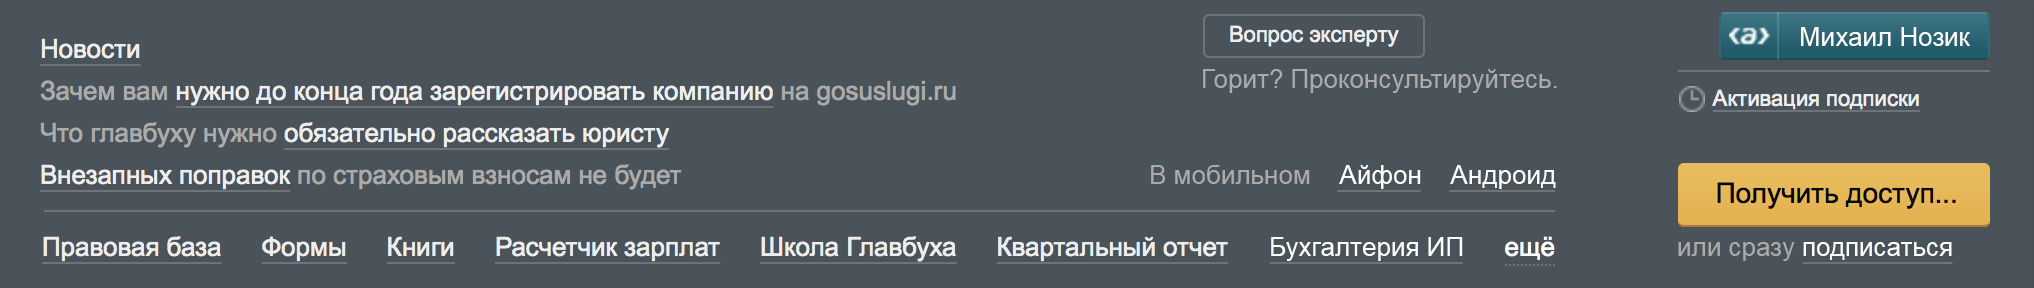 Новости
Зачем вам нужно до конца года зарегистрировать компанию на gosuslugi.ru
Что главбуху нужно обязательно рассказать юристу
Внезапных поправок по страховым взносам не будет
Вопрос эксперту
Горит? Проконсультируйтесь.
В мобильном Айфон Андроид
<a> Михаил Нозик
Активация подписки
Получить доступ...
или сразу подписаться
Правовая база Формы Книги Расчетчик зарплат Школа Главбуха Квартальный отчет Бухгалтерия ИП ещё